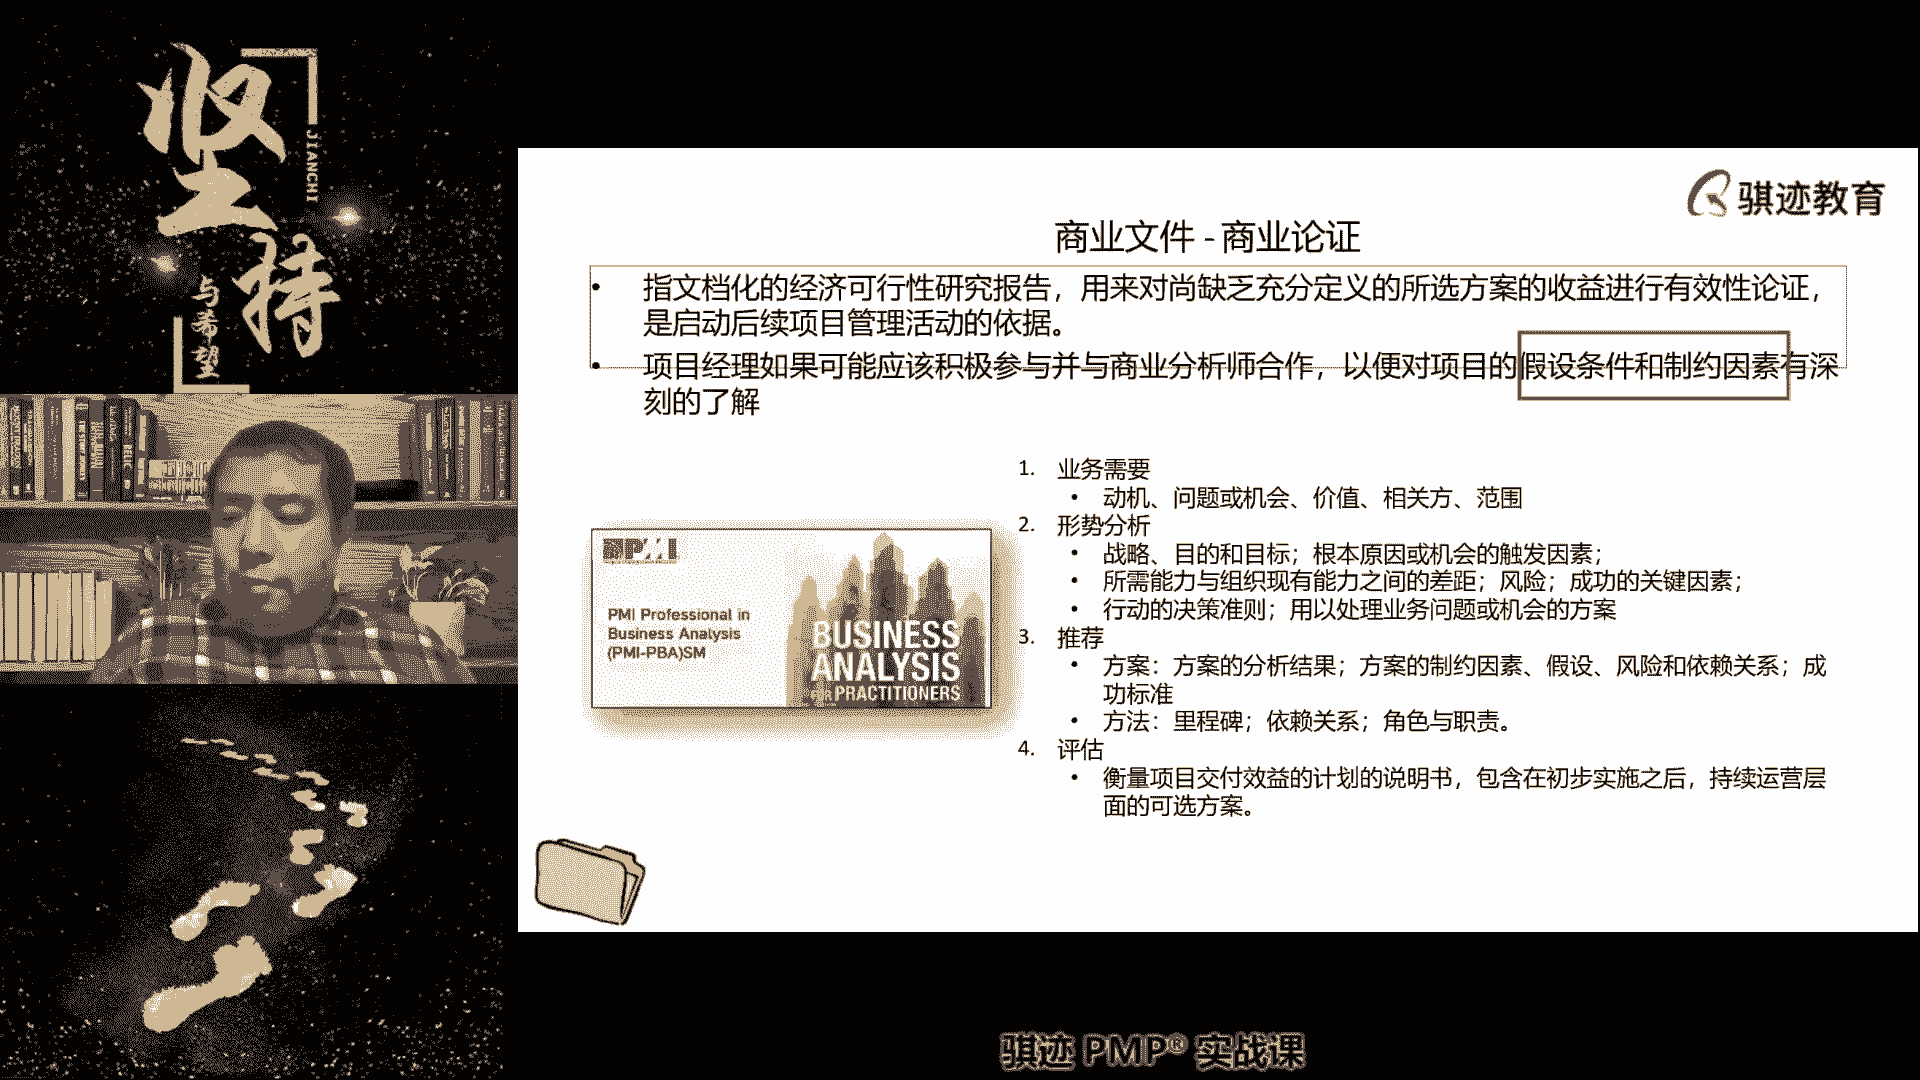 坚持
JIANCHI
与希望
骐迹教育
商业文件 - 商业论证
• 指文档化的经济可行性研究报告，用来对尚缺乏充分定义的所选方案的收益进行有效性论证，
是启动后续项目管理活动的依据。
• 项目经理如果可能应该积极参与并与商业分析师合作，以便对项目的假设条件和制约因素有深
刻的了解
1. 业务需要
• 动机、问题或机会、价值、相关方、范围
2. 形势分析
• 战略、目的和目标；根本原因或机会的触发因素；
• 所需能力与组织现有能力之间的差距；风险；成功的关键因素；
• 行动的决策准则；用以处理业务问题或机会的方案
3. 推荐
• 方案：方案的分析结果；方案的制约因素、假设、风险和依赖关系；成
功标准
• 方法：里程碑；依赖关系；角色与职责。
4. 评估
• 衡量项目交付效益的计划的说明书，包含在初步实施之后，持续运营层
面的可选方案。
PMI
PMI Professional in
Business Analysis
(PMI-PBA)SM
BUSINESS
ANALYSIS
FOR PRACTITIONERS
骐迹 PMP® 实战课